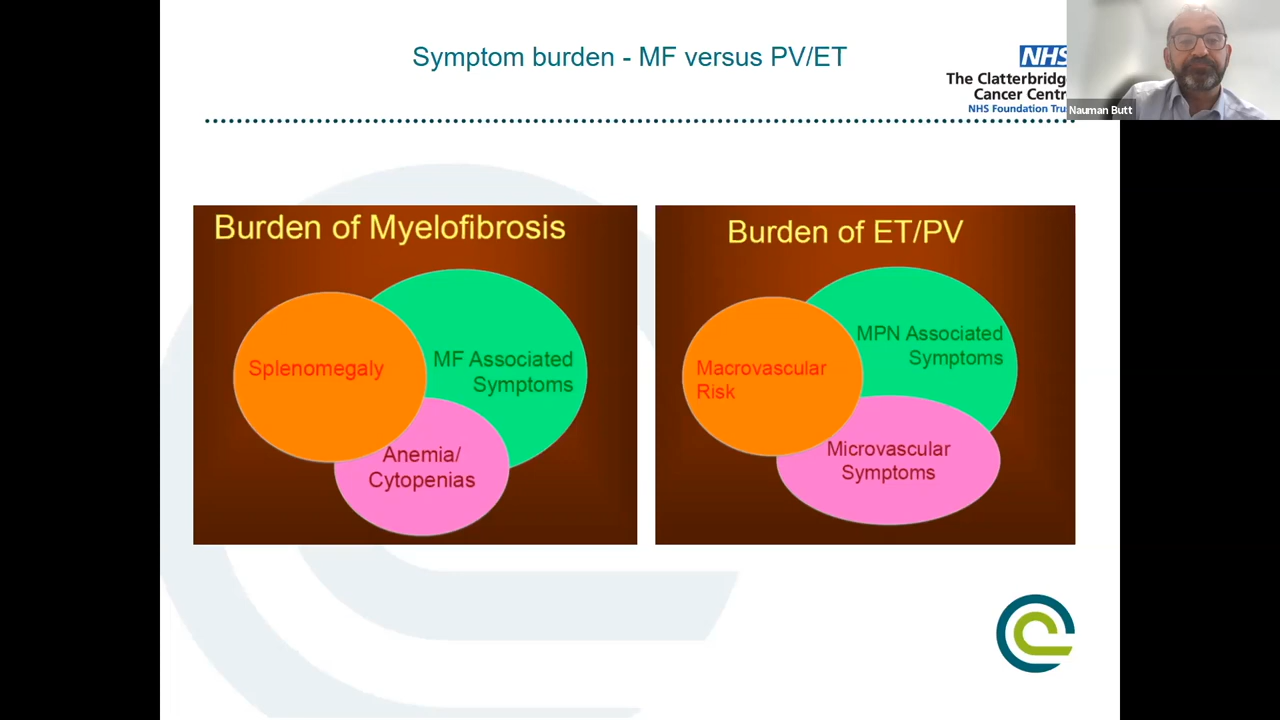 Symptom burden - MF versus PV/ET
NHS
The Clatterbridg
Cancer Centr
NHS Foundation Tru
Nauman Butt
Burden of Myelofibrosis
Splenomegaly
MF Associated
Symptoms
Anemia/
Cytopenias
Burden of ET/PV
MPN Associated
Symptoms
Macrovascular
Risk
Microvascular
Symptoms